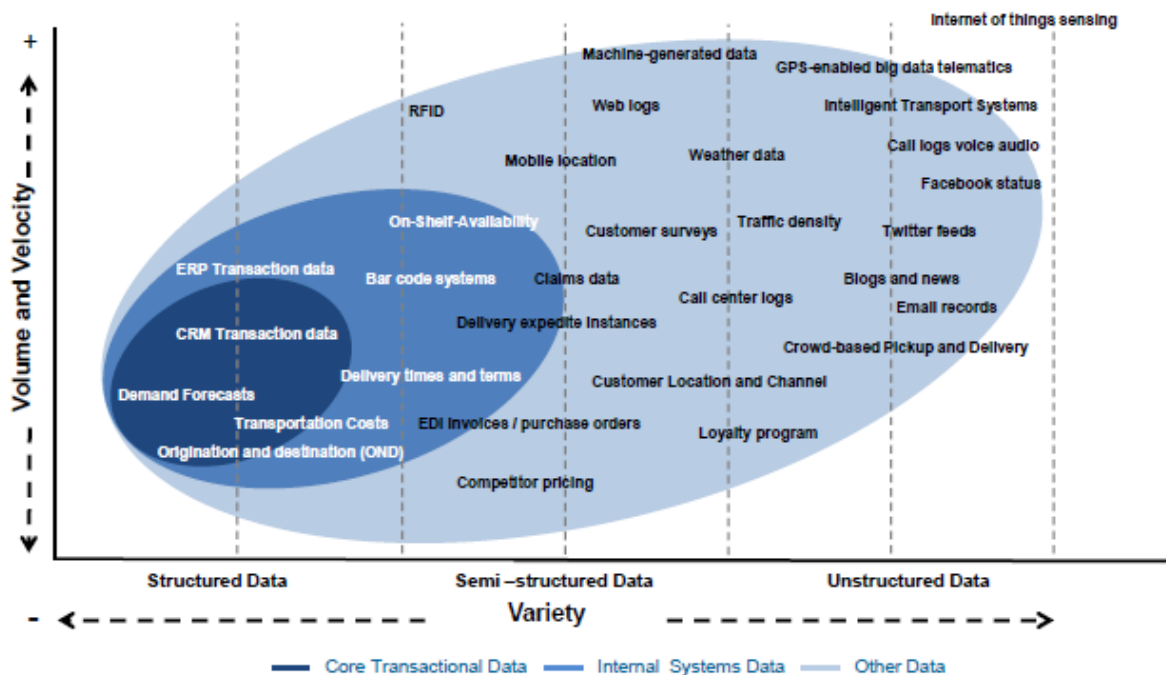 Internet of things sensing
+
Machine-generated data
GPS-enabled big data telematics
RFID
Web logs
Intelligent Transport Systems
Mobile location
Weather data
Call logs voice audio
Facebook status
On-Shelf-Availability
Customer surveys
Traffic density
Twitter feeds
ERP Transaction data
Bar code systems
Claims data
Blogs and news
Call center logs
Email records
CRM Transaction data
Delivery expedite instances
Crowd-based Pickup and Delivery
Delivery times and terms
Customer Location and Channel
Demand Forecasts
Transportation Costs
EDI Invoices / purchase orders
Loyalty program
Origination and destination (OND)
Competitor pricing
Volume and Velocity
Structured Data
Semi –structured Data
Unstructured Data
-
Variety
Core Transactional Data
Internal Systems Data
Other Data